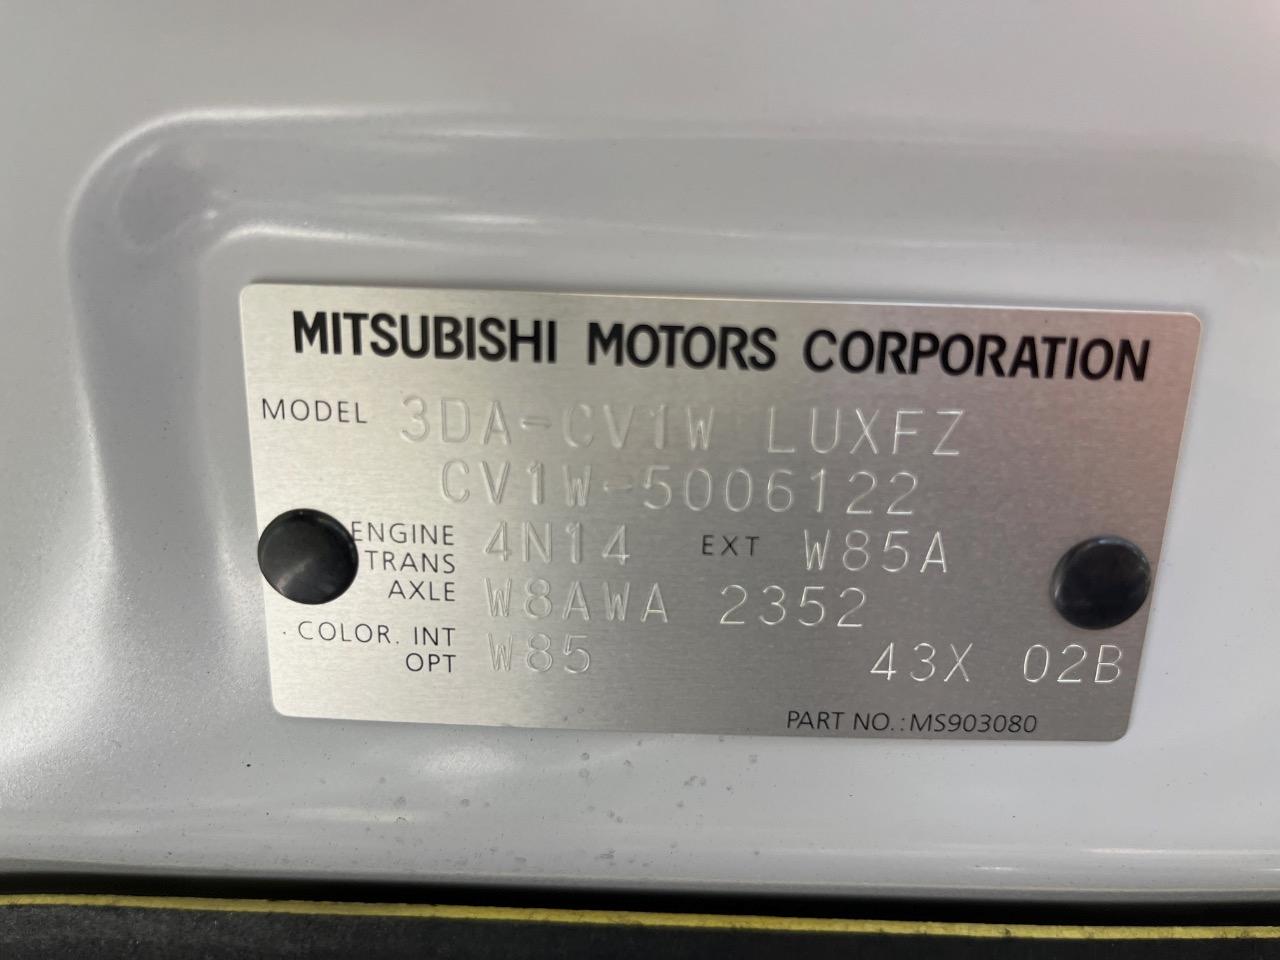 MITSUBISHI MOTORS CORPORATION
MODEL 3DA-CV1W LUXFZ
CV1W-5006122
ENGINE 4N14 EXT W85A
TRANS
AXLE W8AWA 2352
COLOR. INT W85
OPT 43X 02B
PART NO.:MS903080